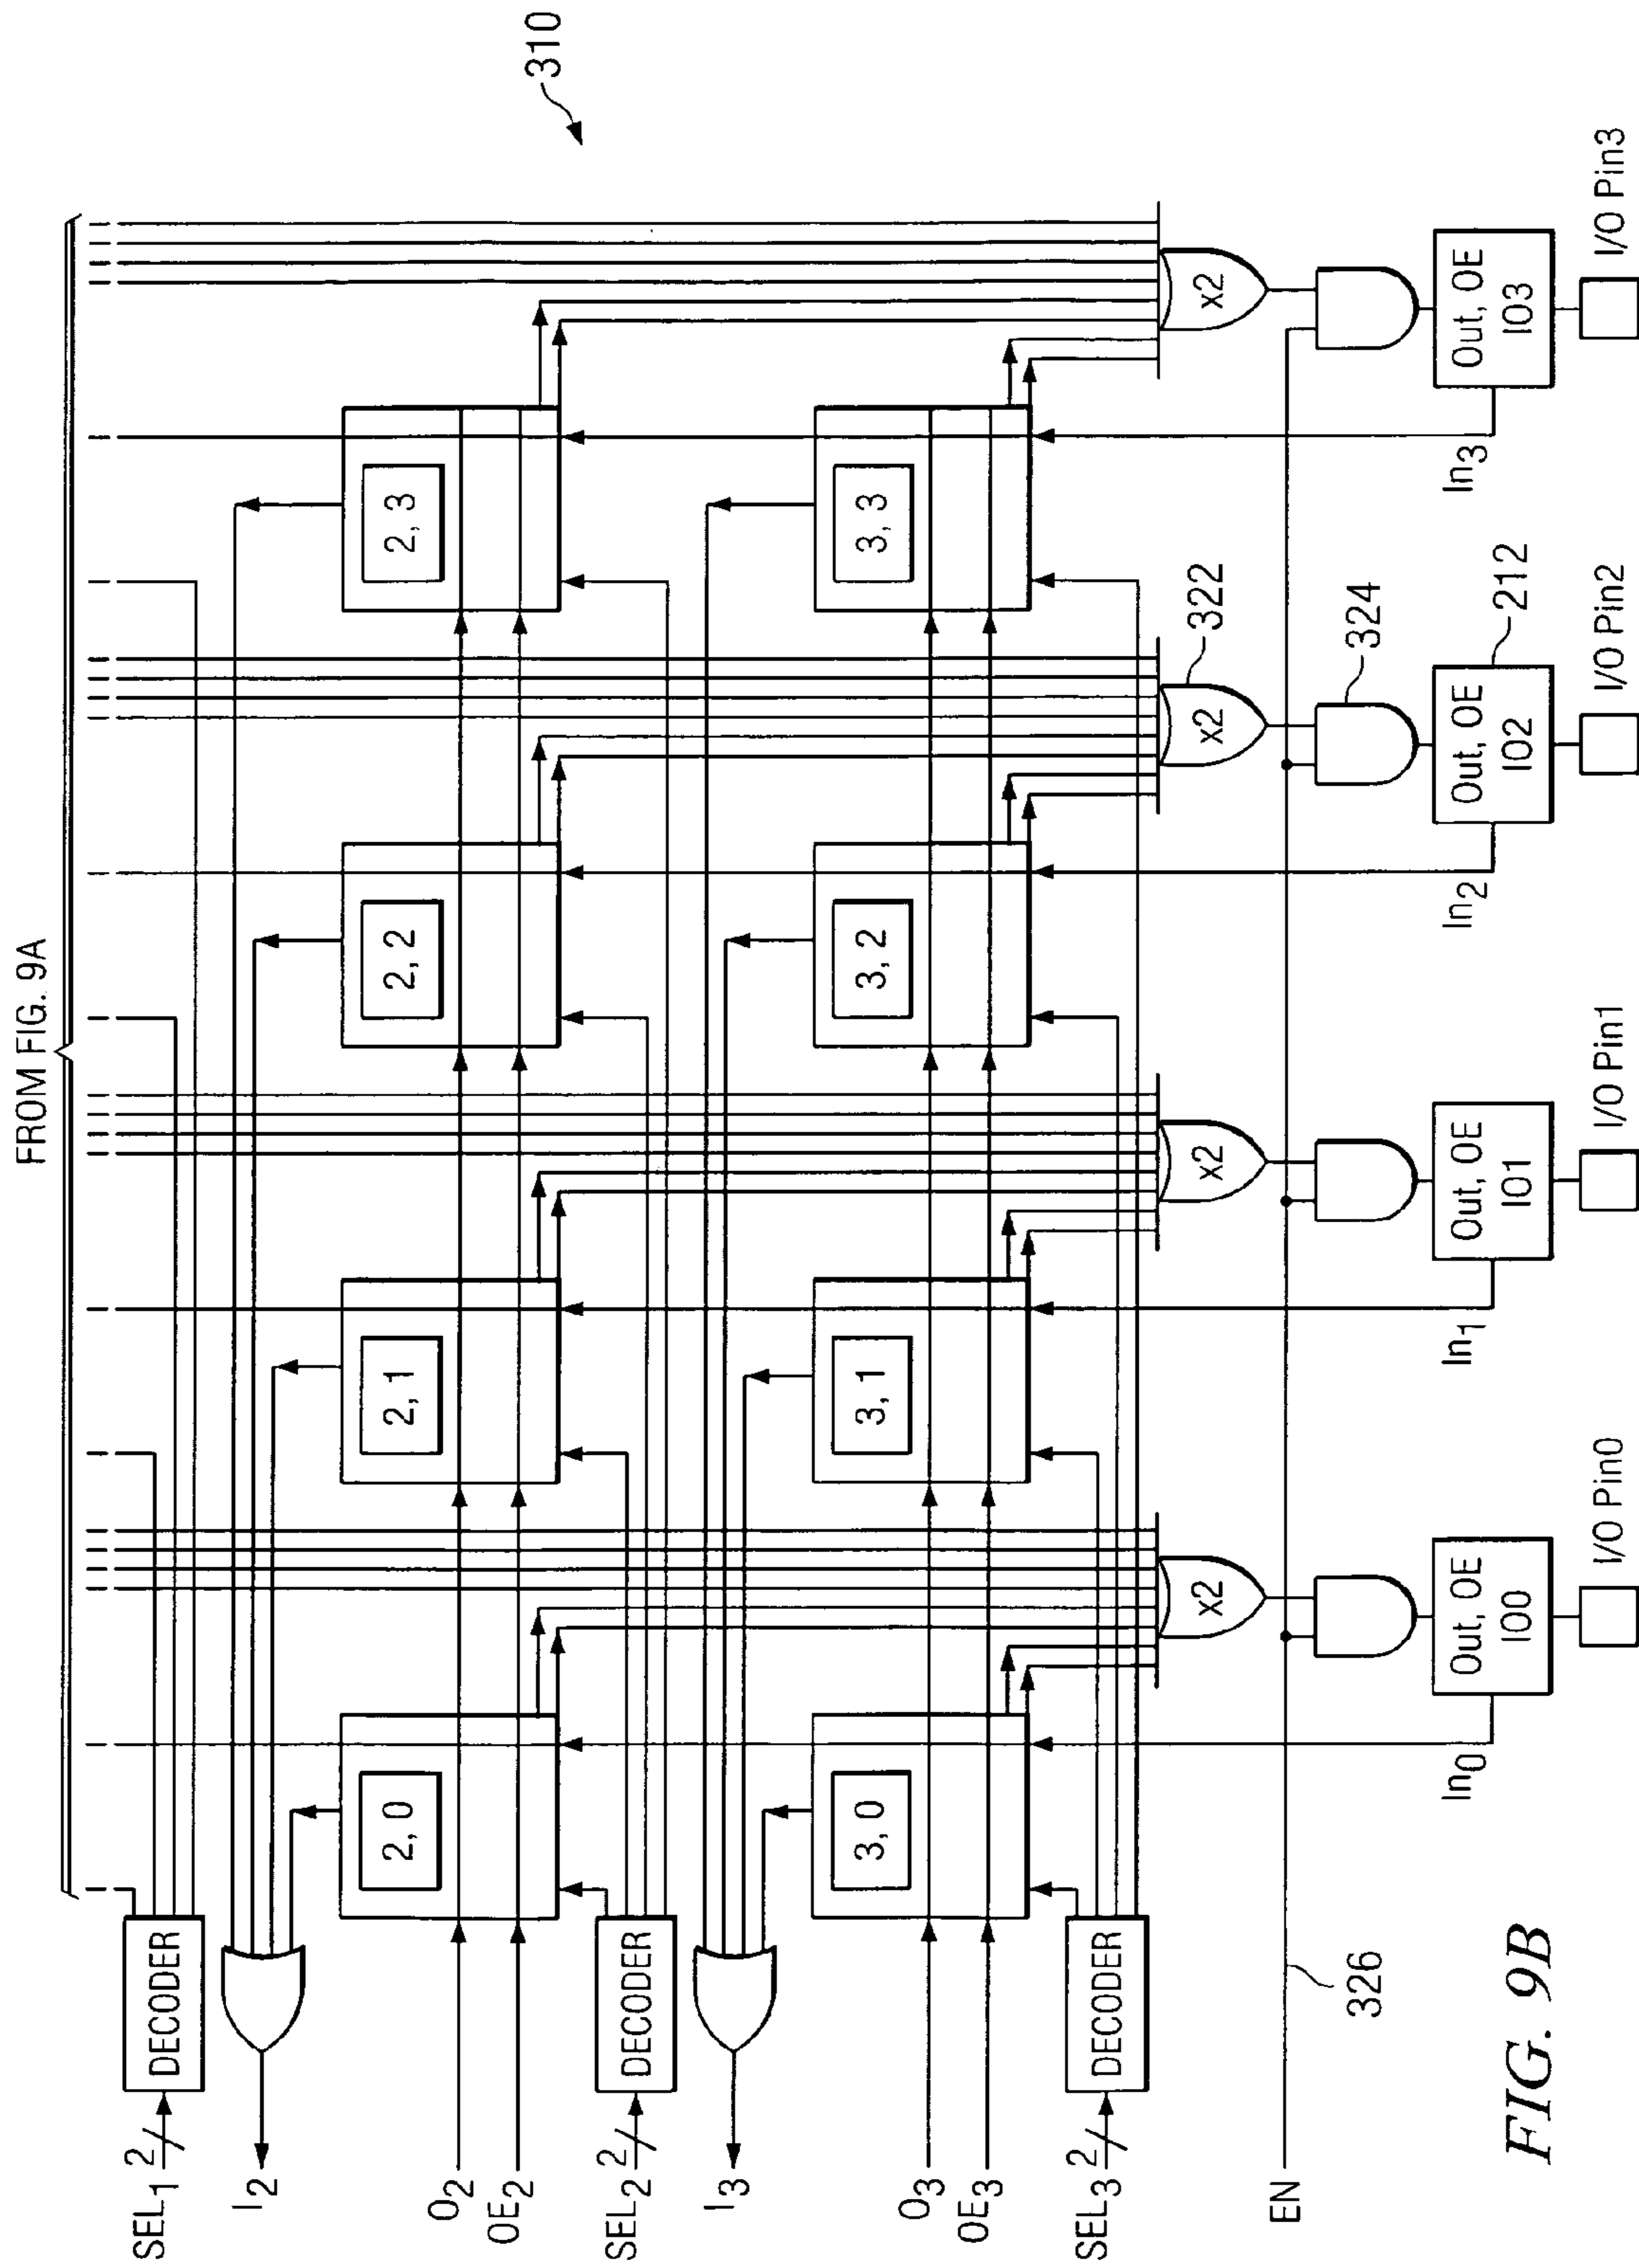 FROM FIG. 9A
310
SEL1 2
DECODER
I2
2, 0
2, 1
2, 2
2, 3
O2
OE2
SEL2 2
DECODER
I3
3, 0
3, 1
3, 2
3, 3
O3
OE3
SEL3 2
DECODER
x2
x2
x2
322
x2
EN
326
324
In0
In1
In2
In3
Out, OE
IO0
Out, OE
IO1
Out, OE
IO2
212
Out, OE
IO3
I/O Pin0
I/O Pin1
I/O Pin2
I/O Pin3
FIG. 9B